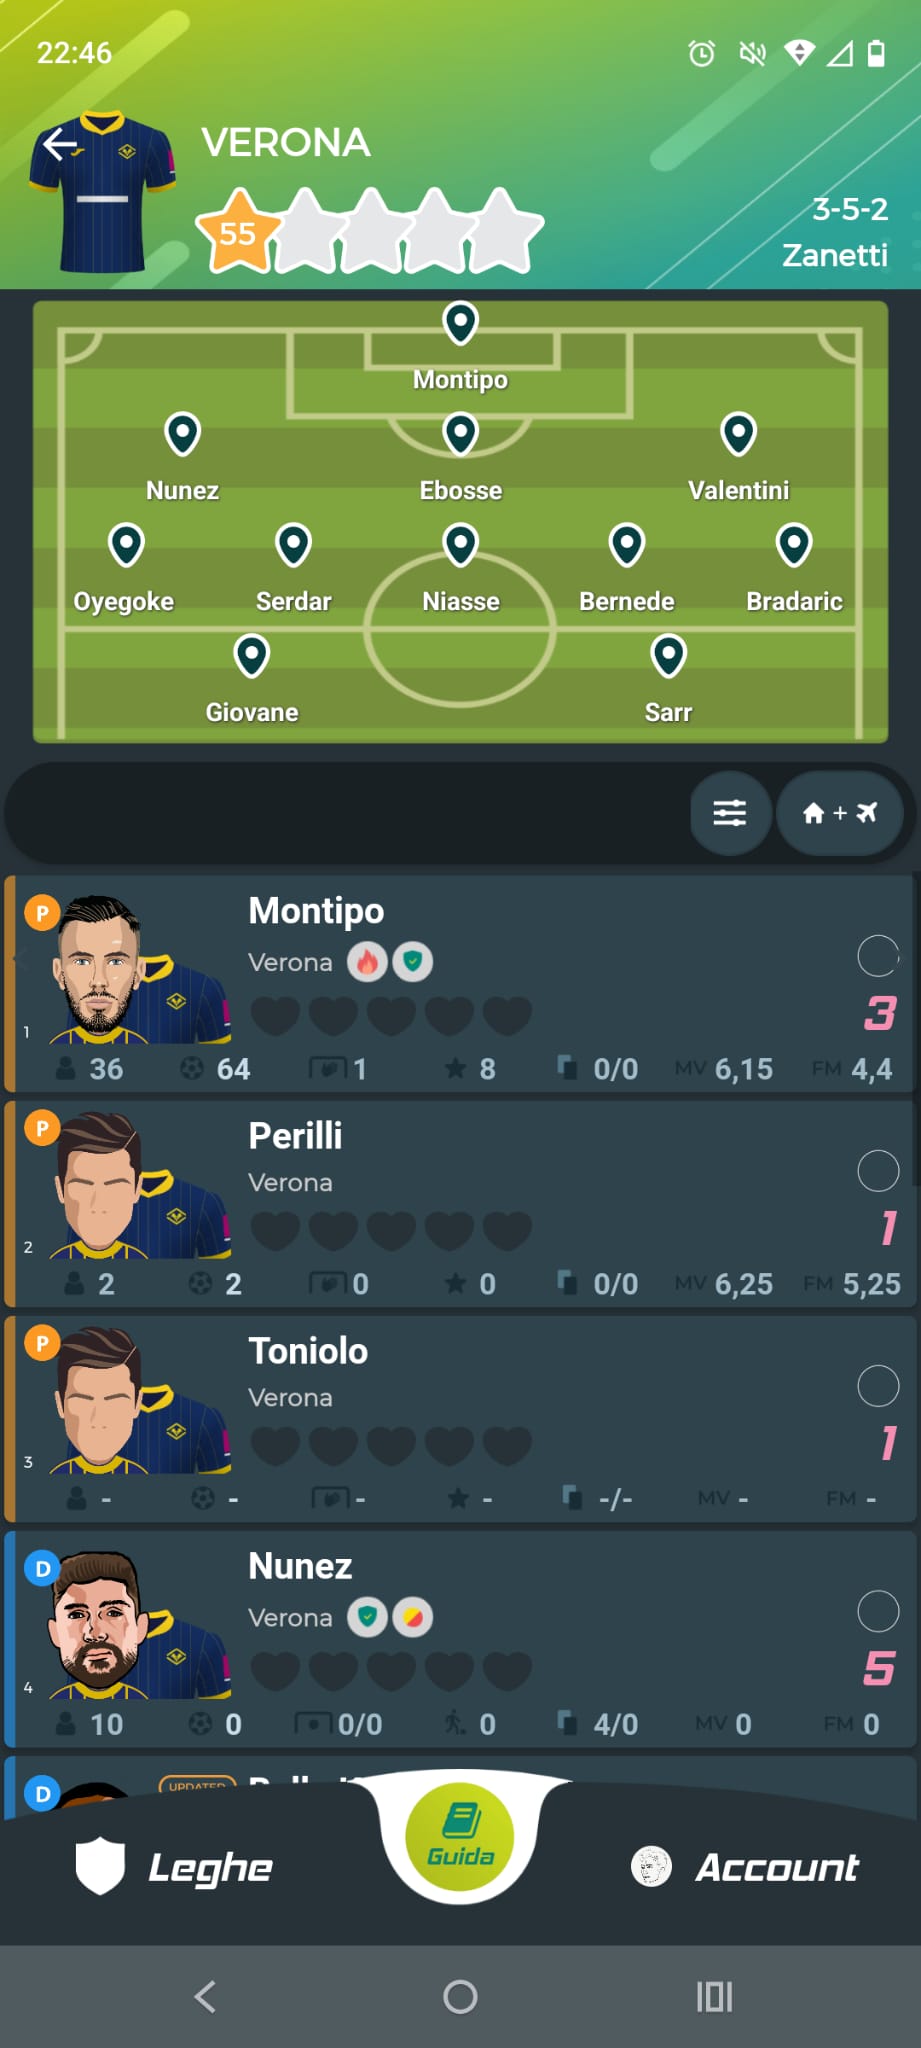 22:46
VERONA
55
3-5-2
Zanetti
Montipo
Nunez Ebosse Valentini
Oyegoke Serdar Niasse Bernede Bradaric
Giovane Sarr
+
P Montipo
Verona
1 3
36 64 1 8 0/0 MV 6,15 FM 4,4
P Perilli
Verona
2 1
2 2 0 0 0/0 MV 6,25 FM 5,25
P Toniolo
Verona
3 1
- - - - -/- MV - FM -
D Nunez
Verona
4 5
10 0 0/0 0 4/0 MV 0 FM 0
D UPDATED
Guida
Leghe Account